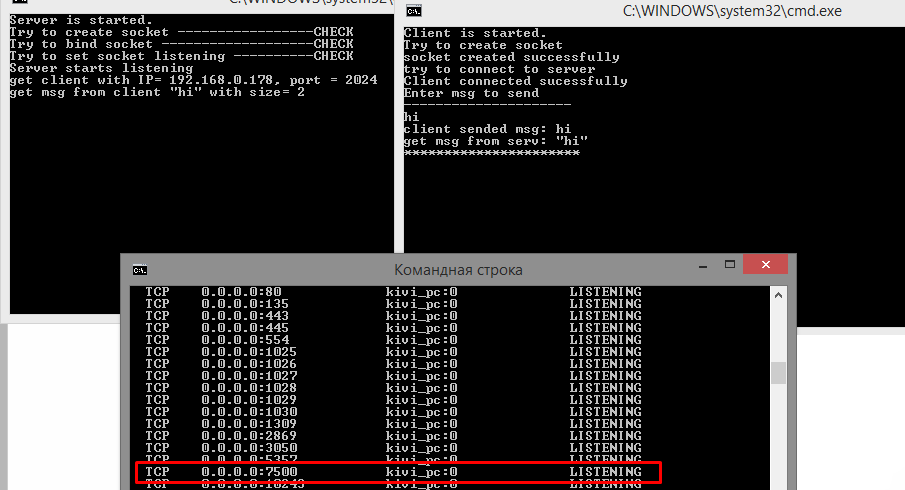 C:\WINDOWS\system32\
Server is started.
Try to create socket -----------------CHECK
Try to bind socket -------------------CHECK
Try to set socket listening ----------CHECK
Server starts listening
get client with IP= 192.168.0.178, port = 2024
get msg from client "hi" with size= 2
C:\WINDOWS\system32\cmd.exe
Client is started.
Try to create socket
socket created successfully
try to connect to server
Client connected sucessfully
Enter msg to send
---------------------
hi
client sended msg: hi
get msg from serv: "hi"
**********************
Командная строка
TCP 0.0.0.0:80 kivi_pc:0 LISTENING
TCP 0.0.0.0:135 kivi_pc:0 LISTENING
TCP 0.0.0.0:443 kivi_pc:0 LISTENING
TCP 0.0.0.0:445 kivi_pc:0 LISTENING
TCP 0.0.0.0:554 kivi_pc:0 LISTENING
TCP 0.0.0.0:1025 kivi_pc:0 LISTENING
TCP 0.0.0.0:1026 kivi_pc:0 LISTENING
TCP 0.0.0.0:1027 kivi_pc:0 LISTENING
TCP 0.0.0.0:1028 kivi_pc:0 LISTENING
TCP 0.0.0.0:1029 kivi_pc:0 LISTENING
TCP 0.0.0.0:1030 kivi_pc:0 LISTENING
TCP 0.0.0.0:1309 kivi_pc:0 LISTENING
TCP 0.0.0.0:2869 kivi_pc:0 LISTENING
TCP 0.0.0.0:3050 kivi_pc:0 LISTENING
TCP 0.0.0.0:5357 kivi_pc:0 LISTENING
TCP 0.0.0.0:7500 kivi_pc:0 LISTENING
TCP 0.0.0.0:10243 kivi_pc:0 LISTENING